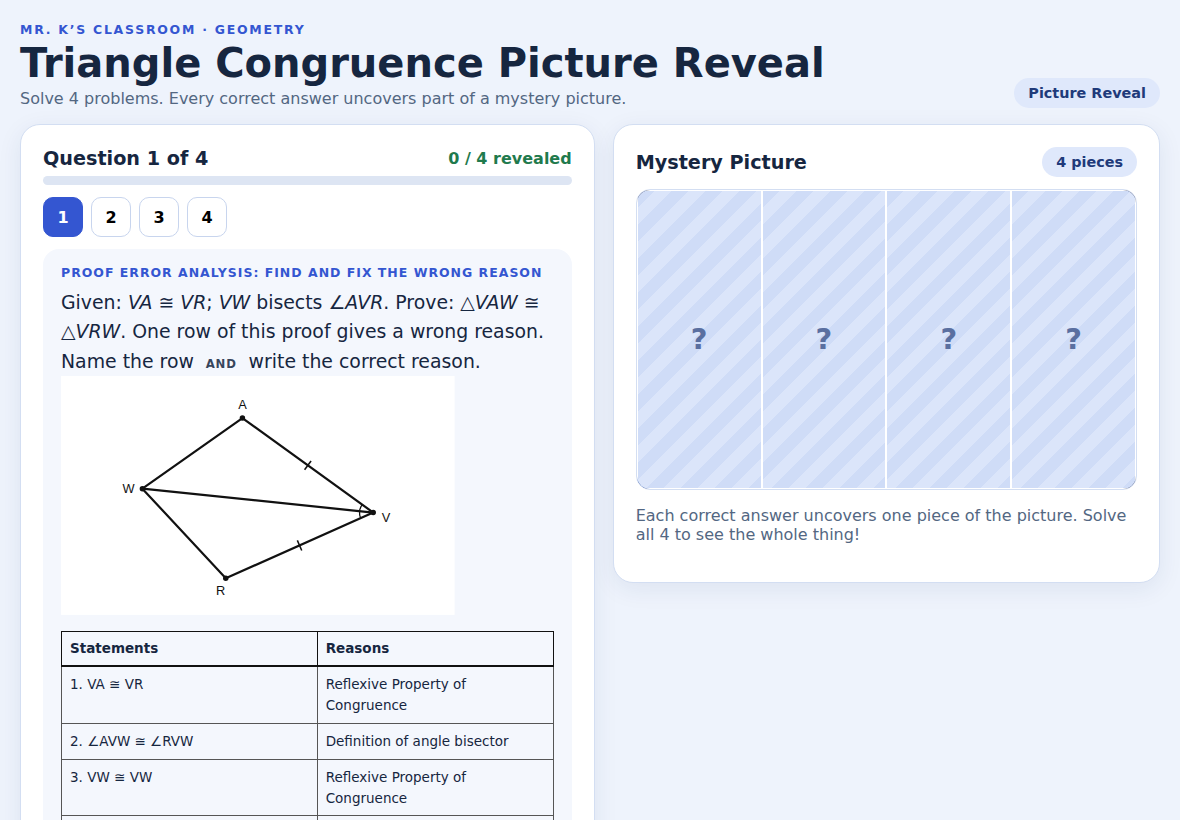 MR. K’S CLASSROOM · GEOMETRY
Triangle Congruence Picture Reveal
Solve 4 problems. Every correct answer uncovers part of a mystery picture.
Picture Reveal
Question 1 of 4
0 / 4 revealed
1 2 3 4
PROOF ERROR ANALYSIS: FIND AND FIX THE WRONG REASON
Given: VA ≅ VR; VW bisects ∠AVR. Prove: △VAW ≅
△VRW. One row of this proof gives a wrong reason.
Name the row AND write the correct reason.
A
W
V
R
Statements Reasons
1. VA ≅ VR Reflexive Property of
Congruence
2. ∠AVW ≅ ∠RVW Definition of angle bisector
3. VW ≅ VW Reflexive Property of
Congruence
Mystery Picture
4 pieces
? ? ? ?
Each correct answer uncovers one piece of the picture. Solve
all 4 to see the whole thing!